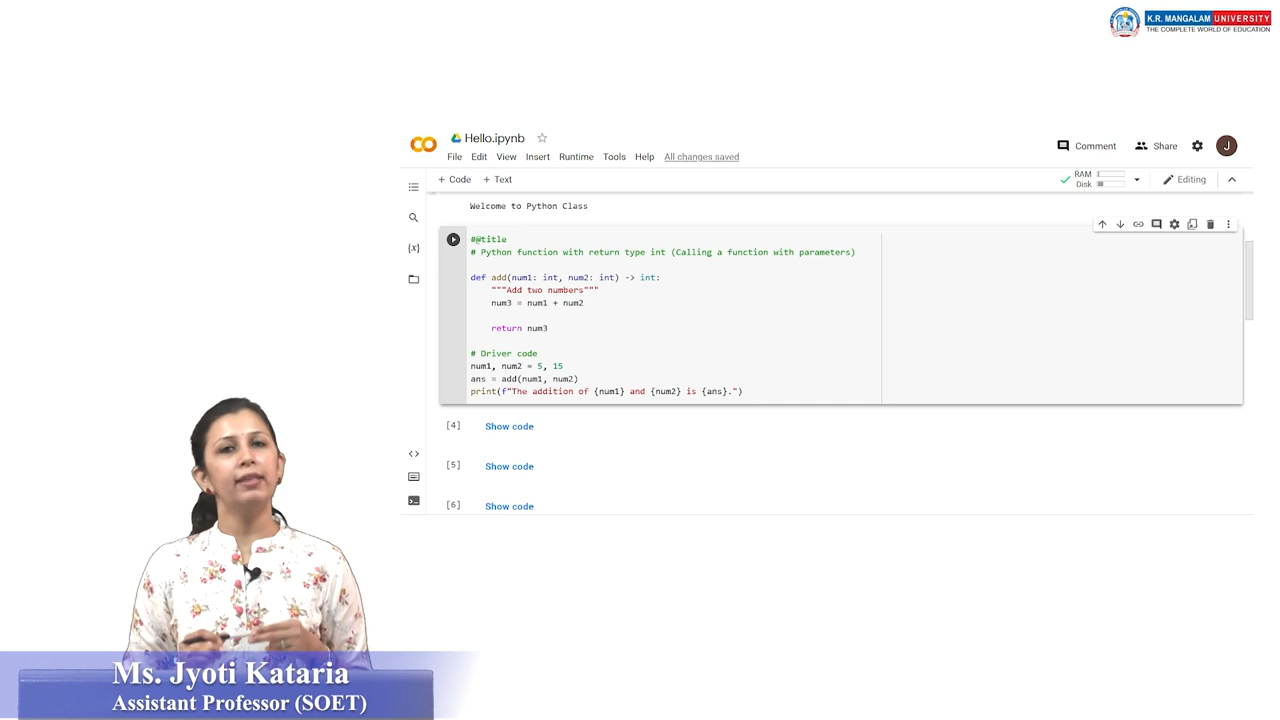 K.R. MANGALAM UNIVERSITY
THE COMPLETE WORLD OF EDUCATION
Hello.ipynb
File Edit View Insert Runtime Tools Help All changes saved
Comment Share J
+ Code + Text
RAM
Disk
Editing
Welcome to Python Class
#@title
# Python function with return type int (Calling a function with parameters)
def add(num1: int, num2: int) -> int:
"""Add two numbers"""
num3 = num1 + num2
return num3
# Driver code
num1, num2 = 5, 15
ans = add(num1, num2)
print(f"The addition of {num1} and {num2} is {ans}.")
[4] Show code
[5] Show code
[6] Show code
Ms. Jyoti Kataria
Assistant Professor (SOET)